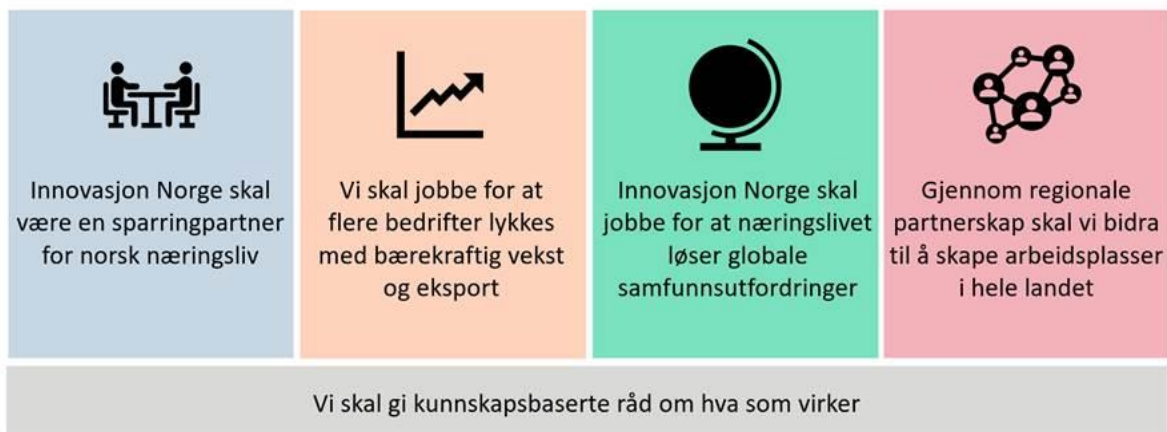 Innovasjon Norge skal
være en sparringpartner
for norsk næringsliv
Vi skal jobbe for at
flere bedrifter lykkes
med bærekraftig vekst
og eksport
Innovasjon Norge skal
jobbe for at næringslivet
løser globale
samfunnsutfordringer
Gjennom regionale
partnerskap skal vi bidra
til å skape arbeidsplasser
i hele landet
Vi skal gi kunnskapsbaserte råd om hva som virker